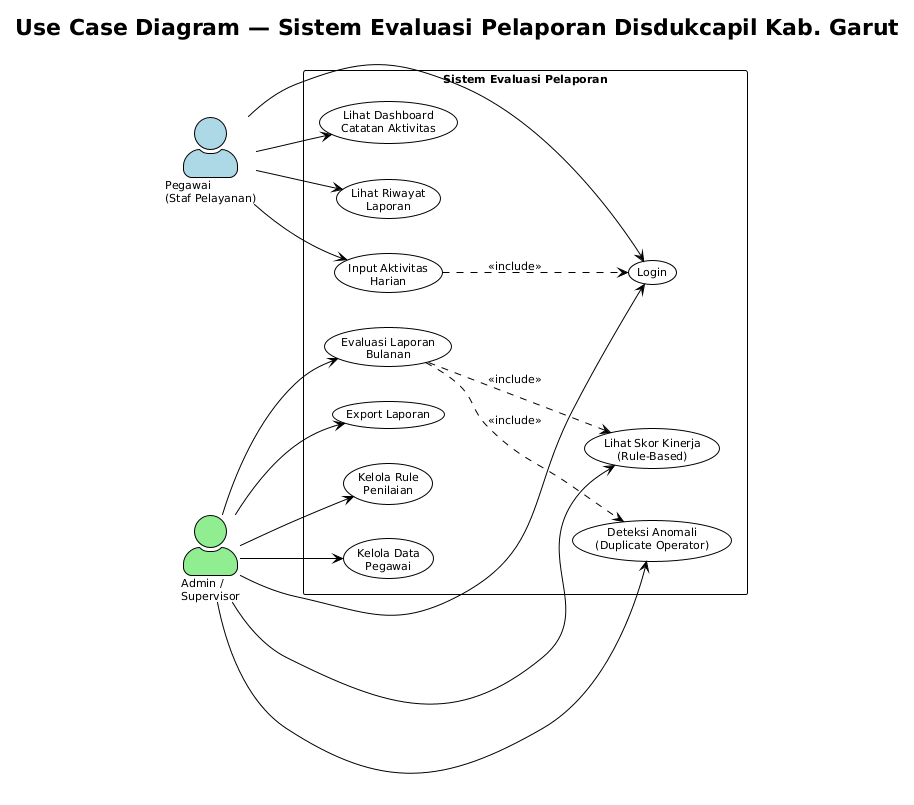 Use Case Diagram — Sistem Evaluasi Pelaporan Disdukcapil Kab. Garut
Sistem Evaluasi Pelaporan
Lihat Dashboard
Catatan Aktivitas
Pegawai
(Staf Pelayanan)
Lihat Riwayat
Laporan
Input Aktivitas
Harian
«include»
Login
Evaluasi Laporan
Bulanan
«include»
«include»
Export Laporan
Lihat Skor Kinerja
(Rule-Based)
Kelola Rule
Penilaian
Deteksi Anomali
(Duplicate Operator)
Kelola Data
Pegawai
Admin /
Supervisor